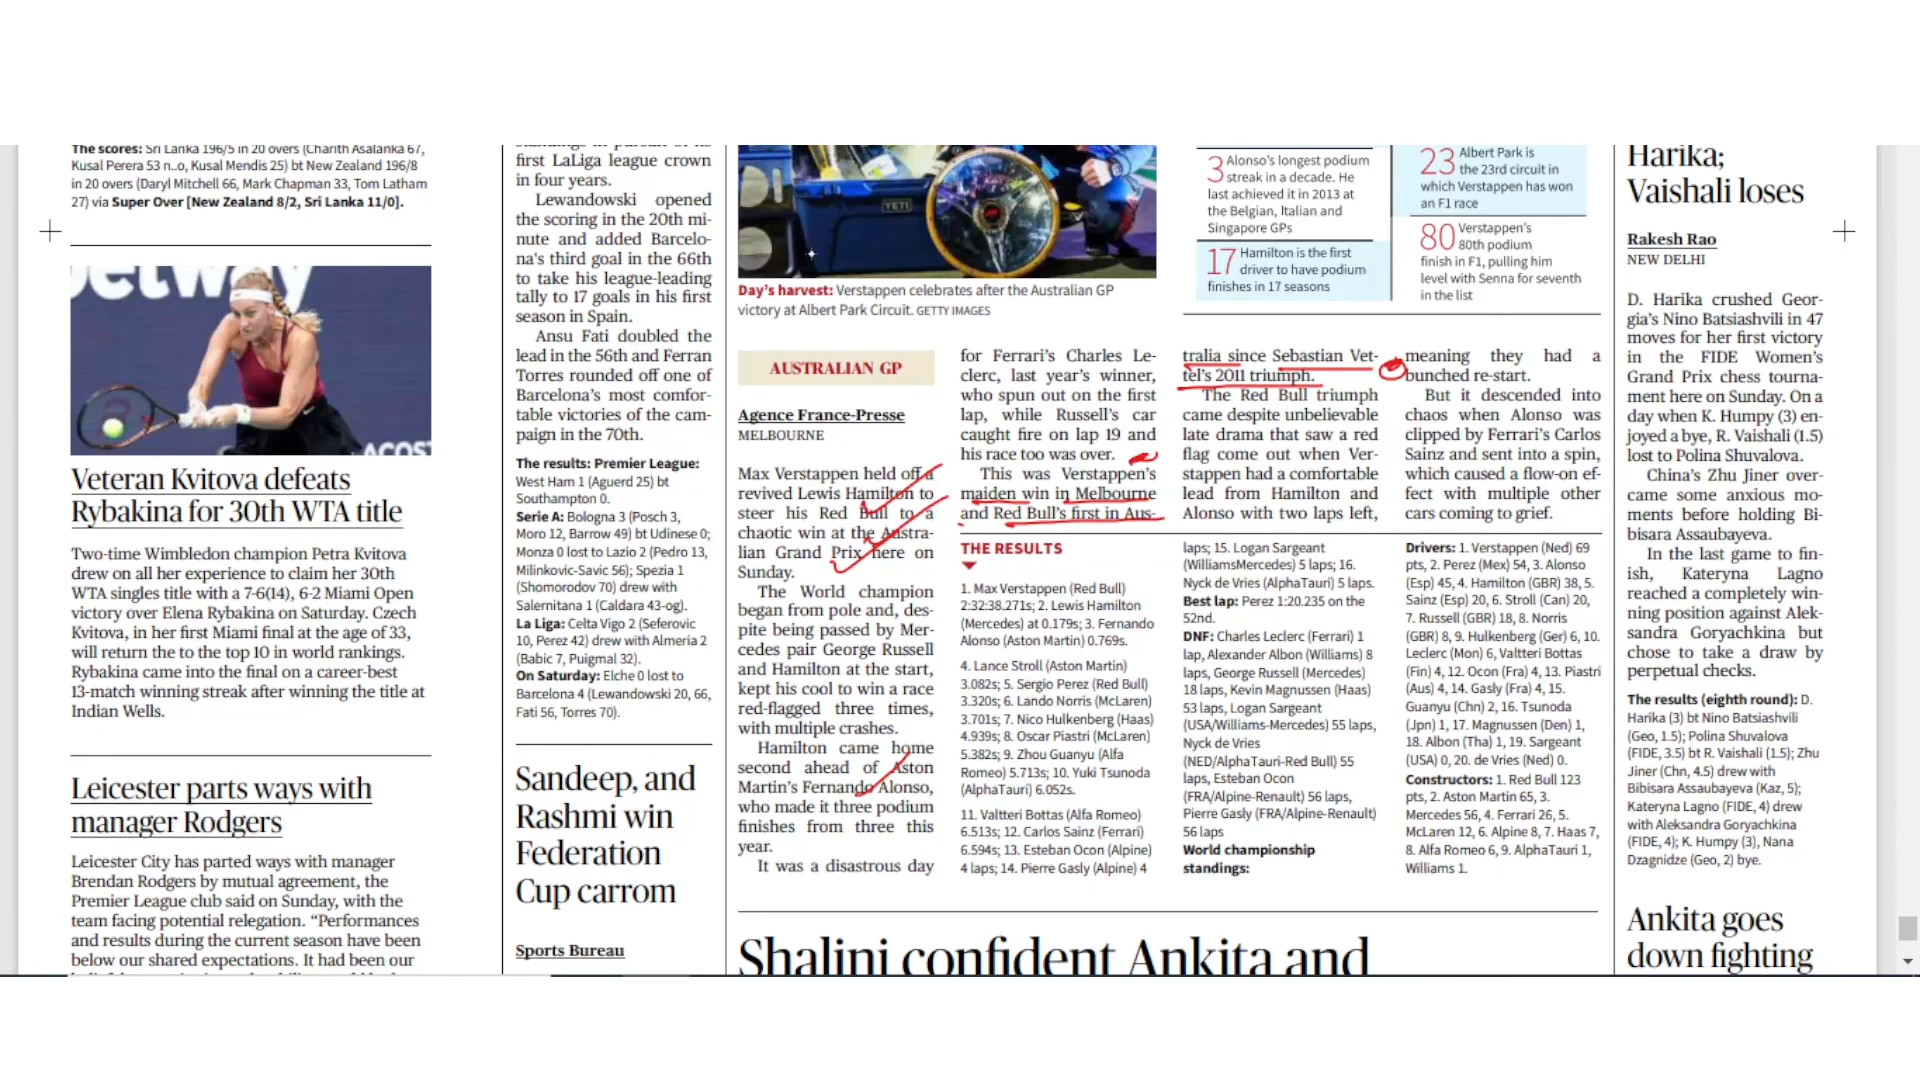 The scores: Sri Lanka 196/5 in 20 overs (Charith Asalanka 67,
Kusal Perera 53 n..o, Kusal Mendis 25) bt New Zealand 196/8
in 20 overs (Daryl Mitchell 66, Mark Chapman 33, Tom Latham
27) via Super Over [New Zealand 8/2, Sri Lanka 11/0].
betway
ACOST
Veteran Kvitova defeats
Rybakina for 30th WTA title
Two-time Wimbledon champion Petra Kvitova
drew on all her experience to claim her 30th
WTA singles title with a 7-6(14), 6-2 Miami Open
victory over Elena Rybakina on Saturday. Czech
Kvitova, in her first Miami final at the age of 33,
will return the to the top 10 in world rankings.
Rybakina came into the final on a career-best
13-match winning streak after winning the title at
Indian Wells.
Leicester parts ways with
manager Rodgers
Leicester City has parted ways with manager
Brendan Rodgers by mutual agreement, the
Premier League club said on Sunday, with the
team facing potential relegation. “Performances
and results during the current season have been
below our shared expectations. It had been our
first LaLiga league crown
in four years.
Lewandowski opened
the scoring in the 20th mi-
nute and added Barcelo-
na's third goal in the 66th
to take his league-leading
tally to 17 goals in his first
season in Spain.
Ansu Fati doubled the
lead in the 56th and Ferran
Torres rounded off one of
Barcelona’s most comfor-
table victories of the cam-
paign in the 70th.
The results: Premier League:
West Ham 1 (Aguerd 25) bt
Southampton 0.
Serie A: Bologna 3 (Posch 3,
Moro 12, Barrow 49) bt Udinese 0;
Monza 0 lost to Lazio 2 (Pedro 13,
Milinkovic-Savic 56); Spezia 1
(Shomorodov 70) drew with
Salernitana 1 (Caldara 43-og).
La Liga: Celta Vigo 2 (Seferovic
10, Perez 42) drew with Almeria 2
(Babic 7, Puigmal 32).
On Saturday: Elche 0 lost to
Barcelona 4 (Lewandowski 20, 66,
Fati 56, Torres 70).
Sandeep, and
Rashmi win
Federation
Cup carrom
Sports Bureau
YETI
Day’s harvest: Verstappen celebrates after the Australian GP
victory at Albert Park Circuit. GETTY IMAGES
3 Alonso’s longest podium
streak in a decade. He
last achieved it in 2013 at
the Belgian, Italian and
Singapore GPs
17 Hamilton is the first
driver to have podium
finishes in 17 seasons
23 Albert Park is
the 23rd circuit in
which Verstappen has won
an F1 race
80 Verstappen’s
80th podium
finish in F1, pulling him
level with Senna for seventh
in the list
AUSTRALIAN GP
Agence France-Presse
MELBOURNE
Max Verstappen held off a
revived Lewis Hamilton to
steer his Red Bull to a
chaotic win at the Austra-
lian Grand Prix here on
Sunday.
The World champion
began from pole and, des-
pite being passed by Mer-
cedes pair George Russell
and Hamilton at the start,
kept his cool to win a race
red-flagged three times,
with multiple crashes.
Hamilton came home
second ahead of Aston
Martin’s Fernando Alonso,
who made it three podium
finishes from three this
year.
It was a disastrous day
for Ferrari’s Charles Le-
clerc, last year’s winner,
who spun out on the first
lap, while Russell’s car
caught fire on lap 19 and
his race too was over.
This was Verstappen’s
maiden win in Melbourne
and Red Bull’s first in Aus-
tralia since Sebastian Vet-
tel’s 2011 triumph.
The Red Bull triumph
came despite unbelievable
late drama that saw a red
flag come out when Ver-
stappen had a comfortable
lead from Hamilton and
Alonso with two laps left,
meaning they had a
bunched re-start.
But it descended into
chaos when Alonso was
clipped by Ferrari’s Carlos
Sainz and sent into a spin,
which caused a flow-on ef-
fect with multiple other
cars coming to grief.
THE RESULTS
1. Max Verstappen (Red Bull)
2:32:38.271s; 2. Lewis Hamilton
(Mercedes) at 0.179s; 3. Fernando
Alonso (Aston Martin) 0.769s.
4. Lance Stroll (Aston Martin)
3.082s; 5. Sergio Perez (Red Bull)
3.320s; 6. Lando Norris (McLaren)
3.701s; 7. Nico Hulkenberg (Haas)
4.939s; 8. Oscar Piastri (McLaren)
5.382s; 9. Zhou Guanyu (Alfa
Romeo) 5.713s; 10. Yuki Tsunoda
(AlphaTauri) 6.052s.
11. Valtteri Bottas (Alfa Romeo)
6.513s; 12. Carlos Sainz (Ferrari)
6.594s; 13. Esteban Ocon (Alpine)
4 laps; 14. Pierre Gasly (Alpine) 4
laps; 15. Logan Sargeant
(WilliamsMercedes) 5 laps; 16.
Nyck de Vries (AlphaTauri) 5 laps.
Best lap: Perez 1:20.235 on the
52nd.
DNF: Charles Leclerc (Ferrari) 1
lap, Alexander Albon (Williams) 8
laps, George Russell (Mercedes)
18 laps, Kevin Magnussen (Haas)
53 laps, Logan Sargeant
(USA/Williams-Mercedes) 55 laps,
Nyck de Vries
(NED/AlphaTauri-Red Bull) 55
laps, Esteban Ocon
(FRA/Alpine-Renault) 56 laps,
Pierre Gasly (FRA/Alpine-Renault)
56 laps
World championship
standings:
Drivers: 1. Verstappen (Ned) 69
pts, 2. Perez (Mex) 54, 3. Alonso
(Esp) 45, 4. Hamilton (GBR) 38, 5.
Sainz (Esp) 20, 6. Stroll (Can) 20,
7. Russell (GBR) 18, 8. Norris
(GBR) 8, 9. Hulkenberg (Ger) 6, 10.
Leclerc (Mon) 6, Valtteri Bottas
(Fin) 4, 12. Ocon (Fra) 4, 13. Piastri
(Aus) 4, 14. Gasly (Fra) 4, 15.
Guanyu (Chn) 2, 16. Tsunoda
(Jpn) 1, 17. Magnussen (Den) 1,
18. Albon (Tha) 1, 19. Sargeant
(USA) 0, 20. de Vries (Ned) 0.
Constructors: 1. Red Bull 123
pts, 2. Aston Martin 65, 3.
Mercedes 56, 4. Ferrari 26, 5.
McLaren 12, 6. Alpine 8, 7. Haas 7,
8. Alfa Romeo 6, 9. AlphaTauri 1,
Williams 1.
Shalini confident Ankita and
Harika;
Vaishali loses
Rakesh Rao
NEW DELHI
D. Harika crushed Geor-
gia’s Nino Batsiashvili in 47
moves for her first victory
in the FIDE Women’s
Grand Prix chess tourna-
ment here on Sunday. On a
day when K. Humpy (3) en-
joyed a bye, R. Vaishali (1.5)
lost to Polina Shuvalova.
China’s Zhu Jiner over-
came some anxious mo-
ments before holding Bi-
bisara Assaubayeva.
In the last game to fin-
ish, Kateryna Lagno
reached a completely win-
ning position against Alek-
sandra Goryachkina but
chose to take a draw by
perpetual checks.
The results (eighth round): D.
Harika (3) bt Nino Batsiashvili
(Geo, 1.5); Polina Shuvalova
(FIDE, 3.5) bt R. Vaishali (1.5); Zhu
Jiner (Chn, 4.5) drew with
Bibisara Assaubayeva (Kaz, 5);
Kateryna Lagno (FIDE, 4) drew
with Aleksandra Goryachkina
(FIDE, 4); K. Humpy (3), Nana
Dzagnidze (Geo, 2) bye.
Ankita goes
down fighting